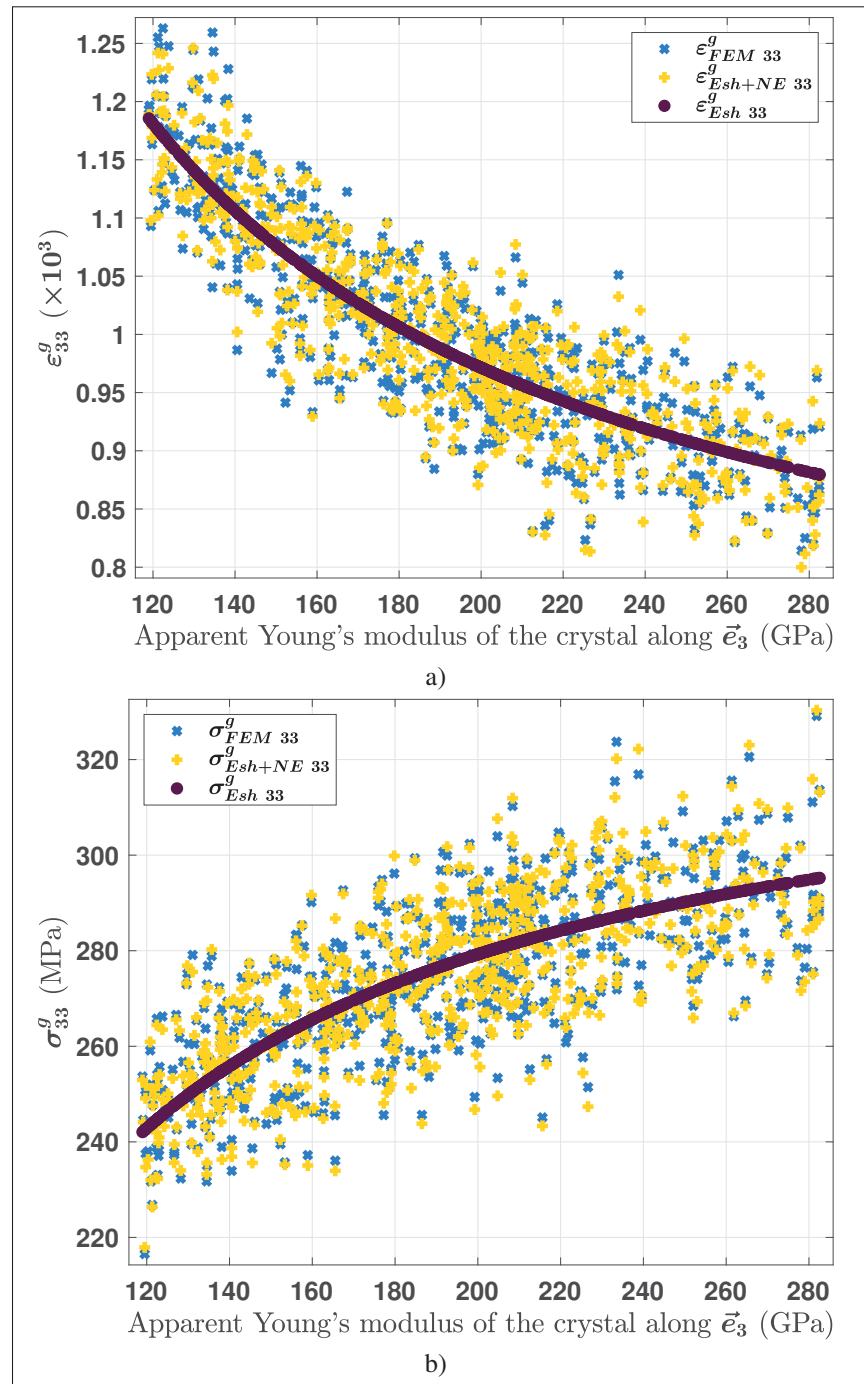 1.25
1.2
1.15
1.1
1.05
1
0.95
0.9
0.85
0.8
ε^g_33 (×10^3)
ε^g_FEM 33
ε^g_Esh+NE 33
ε^g_Esh 33
120 140 160 180 200 220 240 260 280
Apparent Young's modulus of the crystal along e⃗_3 (GPa)
a)
320
300
280
260
240
220
σ^g_33 (MPa)
σ^g_FEM 33
σ^g_Esh+NE 33
σ^g_Esh 33
120 140 160 180 200 220 240 260 280
Apparent Young's modulus of the crystal along e⃗_3 (GPa)
b)